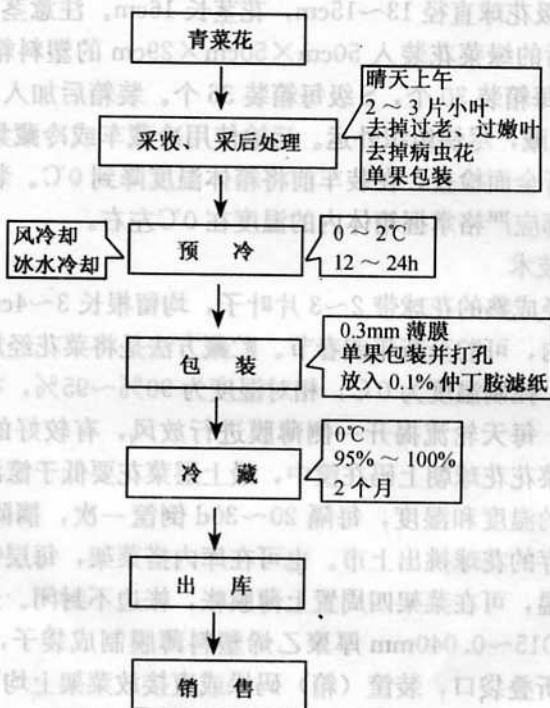 青菜花
采收、采后处理
晴天上午
2～3片小叶
去掉过老、过嫩叶
去掉病虫花
单果包装
风冷却
冰水冷却
预 冷
0～2℃
12～24h
包 装
0.3mm 薄膜
单果包装并打孔
放入 0.1% 仲丁胺滤纸
冷 藏
0℃
95%～100%
2 个月
出 库
销 售